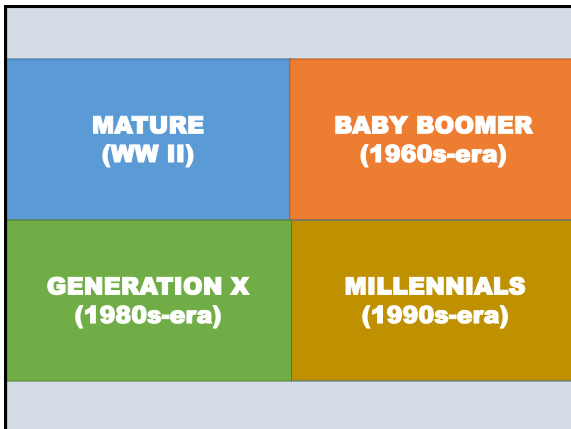 MATURE
(WW II)
BABY BOOMER
(1960s-era)
GENERATION X
(1980s-era)
MILLENNIALS
(1990s-era)